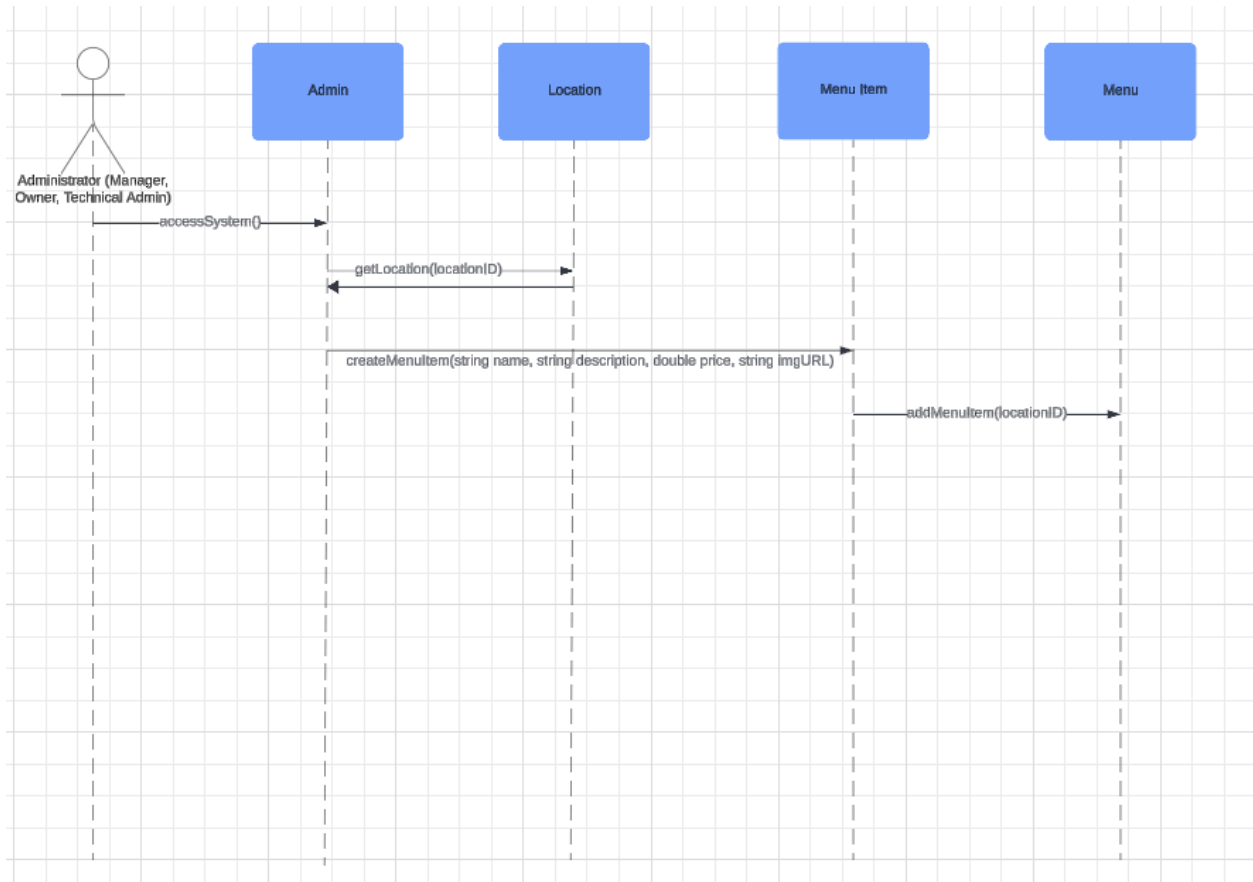 Admin
Location
Menu Item
Menu
Administrator (Manager,
Owner, Technical Admin)
accessSystem()
getLocation(locationID)
createMenuItem(string name, string description, double price, string imgURL)
addMenuItem(locationID)